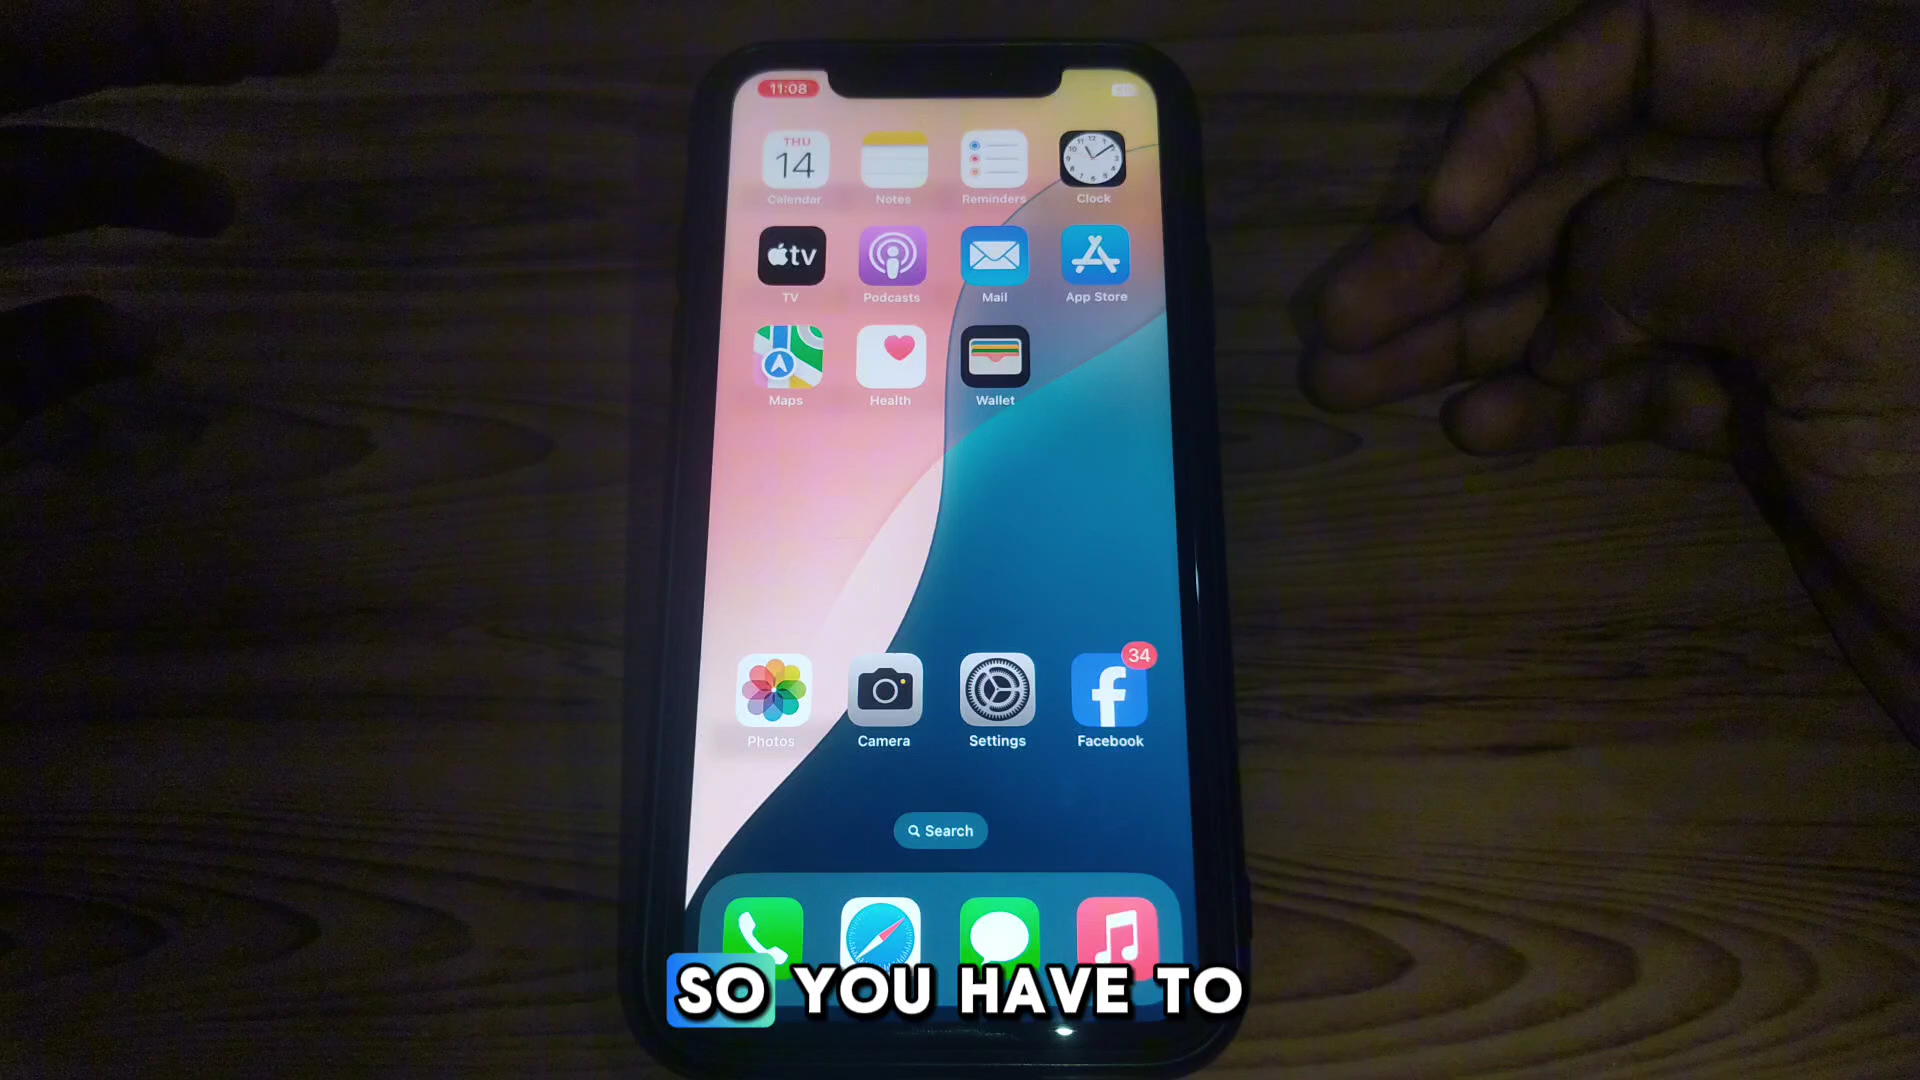 11:08
THU
14
Calendar Notes Reminders Clock
tv
TV Podcasts Mail App Store
Maps Health Wallet
34
Photos Camera Settings Facebook
Search
SO YOU HAVE TO